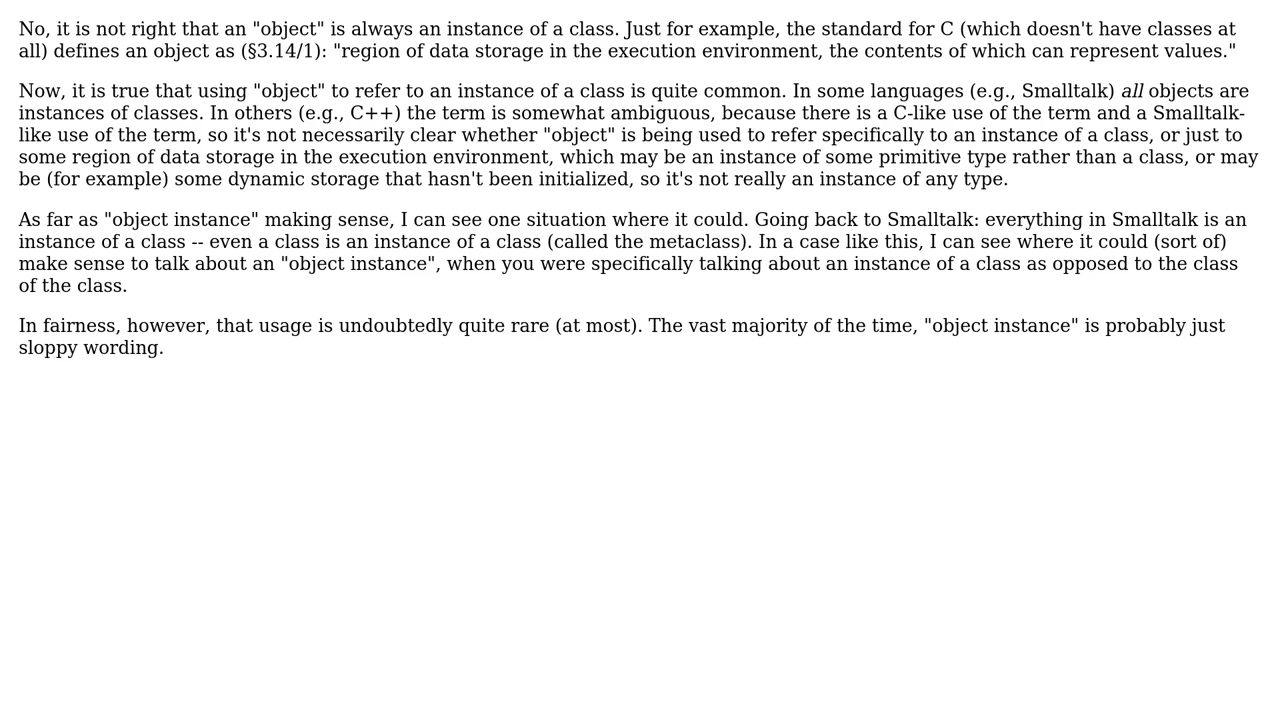 No, it is not right that an "object" is always an instance of a class. Just for example, the standard for C (which doesn't have classes at
all) defines an object as (§3.14/1): "region of data storage in the execution environment, the contents of which can represent values."
Now, it is true that using "object" to refer to an instance of a class is quite common. In some languages (e.g., Smalltalk) all objects are
instances of classes. In others (e.g., C++) the term is somewhat ambiguous, because there is a C-like use of the term and a Smalltalk-
like use of the term, so it's not necessarily clear whether "object" is being used to refer specifically to an instance of a class, or just to
some region of data storage in the execution environment, which may be an instance of some primitive type rather than a class, or may
be (for example) some dynamic storage that hasn't been initialized, so it's not really an instance of any type.
As far as "object instance" making sense, I can see one situation where it could. Going back to Smalltalk: everything in Smalltalk is an
instance of a class -- even a class is an instance of a class (called the metaclass). In a case like this, I can see where it could (sort of)
make sense to talk about an "object instance", when you were specifically talking about an instance of a class as opposed to the class
of the class.
In fairness, however, that usage is undoubtedly quite rare (at most). The vast majority of the time, "object instance" is probably just
sloppy wording.